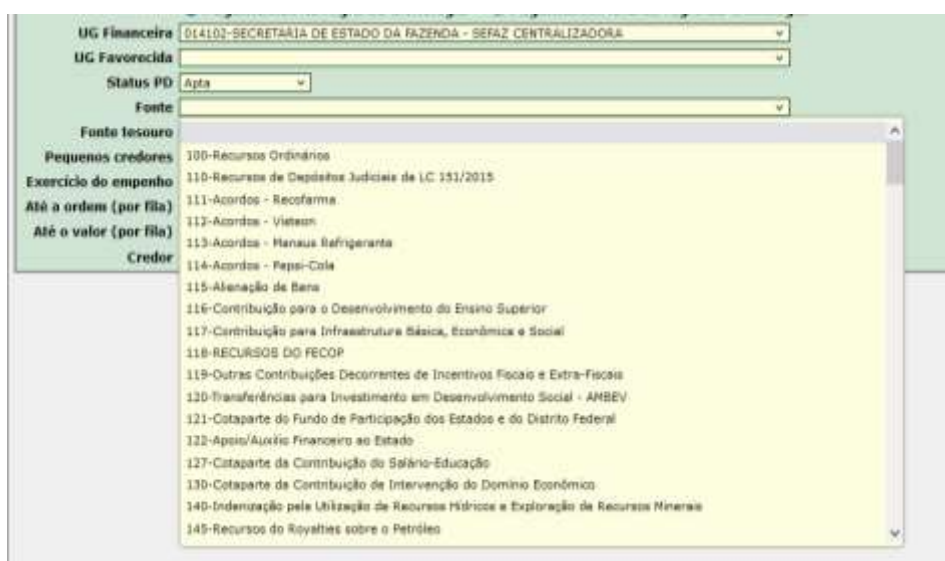 UG Financeira 014102-SECRETARIA DE ESTADO DA FAZENDA - SEFAZ CENTRALIZADORA
UG Favorecida
Status PD Apta
Fonte
Fonte tesouro
Pequenos credores
Exercício do empenho
Até a ordem (por fila)
Até o valor (por fila)
Credor
100-Recursos Ordinários
110-Recursos de Depósitos Judiciais da LC 151/2015
111-Acordos - Recofarma
112-Acordos - Visteon
113-Acordos - Manaus Refrigerante
114-Acordos - Pepsi-Cola
115-Alienação de Bens
116-Contribuição para o Desenvolvimento do Ensino Superior
117-Contribuição para Infraestrutura Básica, Econômica e Social
118-RECURSOS DO FECOP
119-Outras Contribuições Decorrentes de Incentivos Fiscais e Extra-Fiscais
120-Transferências para Investimento em Desenvolvimento Social - AMBEV
121-Cotaparte do Fundo de Participação dos Estados e do Distrito Federal
122-Apoio/Auxílio Financeiro ao Estado
127-Cotaparte da Contribuição do Salário-Educação
130-Cotaparte da Contribuição de Intervenção do Domínio Econômico
140-Indenização pela Utilização de Recursos Hídricos e Exploração de Recursos Minerais
145-Recursos do Royalties sobre o Petróleo